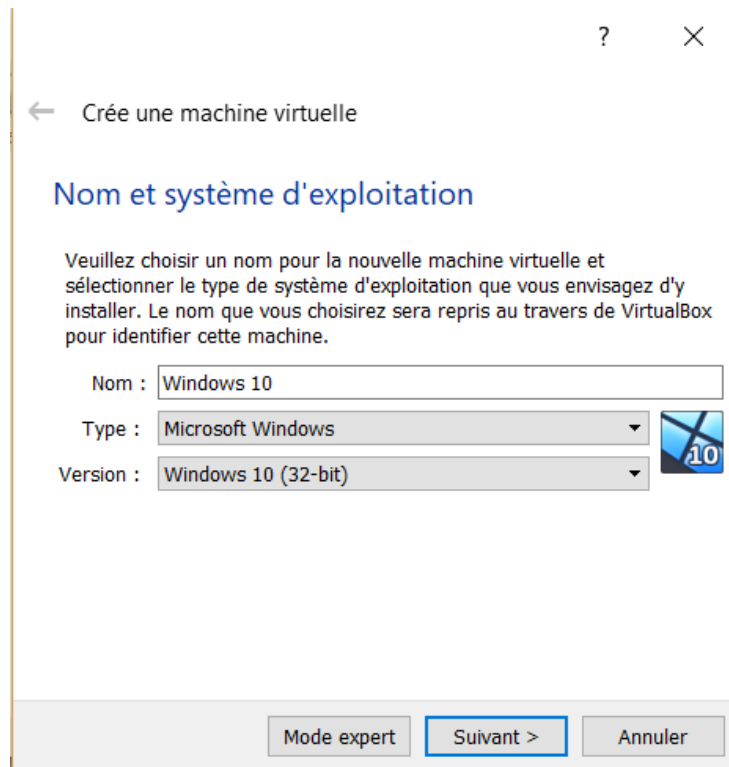 ?
Crée une machine virtuelle
Nom et système d'exploitation
Veuillez choisir un nom pour la nouvelle machine virtuelle et
sélectionner le type de système d'exploitation que vous envisagez d'y
installer. Le nom que vous choisirez sera repris au travers de VirtualBox
pour identifier cette machine.
Nom : Windows 10
Type : Microsoft Windows
10
Version : Windows 10 (32-bit)
Mode expert Suivant > Annuler